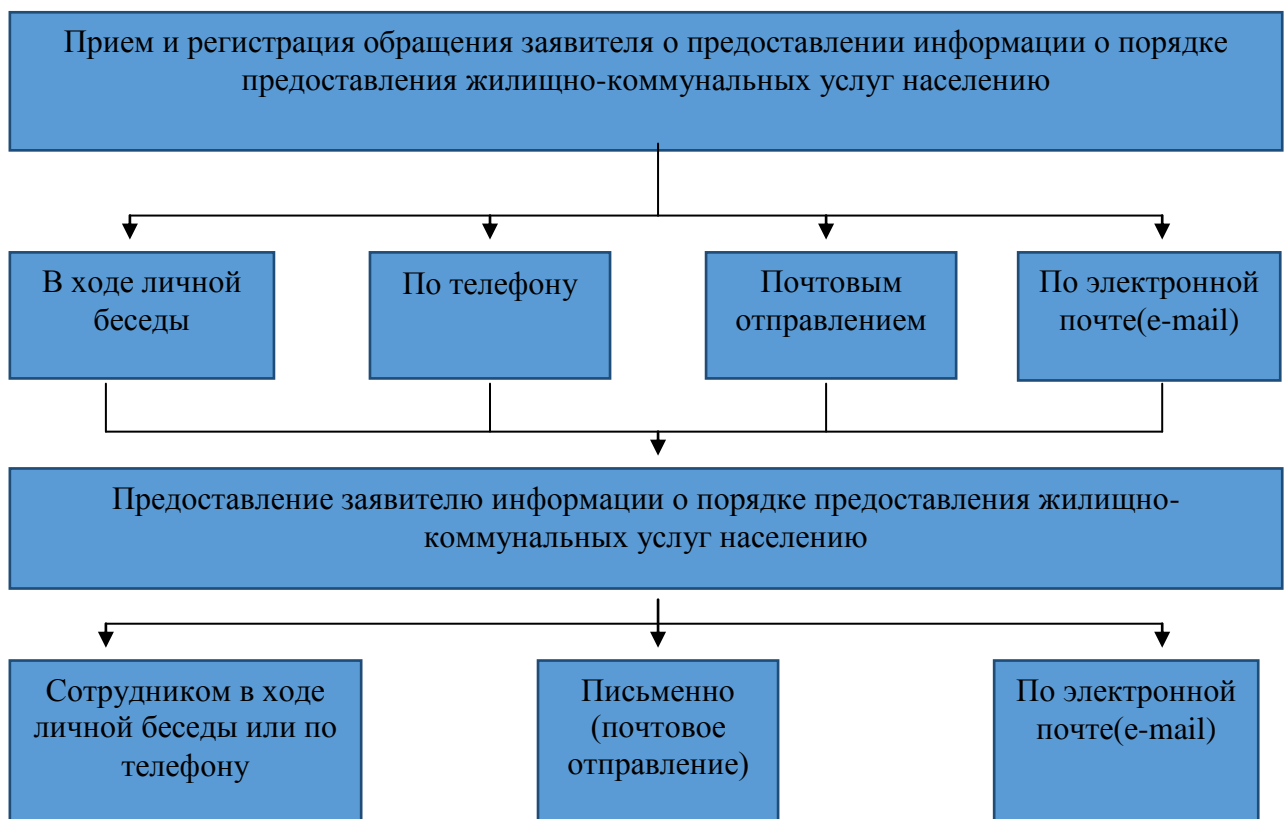 Прием и регистрация обращения заявителя о предоставлении информации о порядке
предоставления жилищно-коммунальных услуг населению
В ходе личной
беседы
По телефону
Почтовым
отправлением
По электронной
почте(e-mail)
Предоставление заявителю информации о порядке предоставления жилищно-
коммунальных услуг населению
Сотрудником в ходе
личной беседы или по
телефону
Письменно
(почтовое
отправление)
По электронной
почте(e-mail)